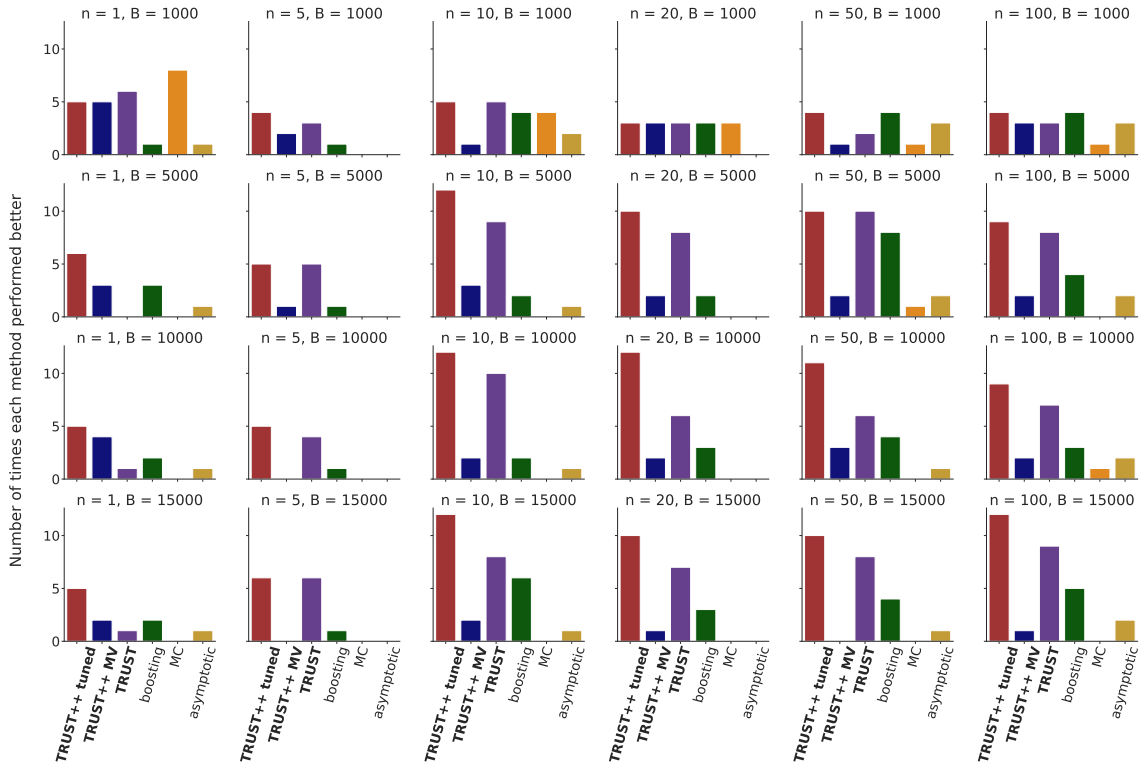 n = 1, B = 1000
n = 5, B = 1000
n = 10, B = 1000
n = 20, B = 1000
n = 50, B = 1000
n = 100, B = 1000
10
5
0
n = 1, B = 5000
n = 5, B = 5000
n = 10, B = 5000
n = 20, B = 5000
n = 50, B = 5000
n = 100, B = 5000
10
5
0
n = 1, B = 10000
n = 5, B = 10000
n = 10, B = 10000
n = 20, B = 10000
n = 50, B = 10000
n = 100, B = 10000
10
5
0
n = 1, B = 15000
n = 5, B = 15000
n = 10, B = 15000
n = 20, B = 15000
n = 50, B = 15000
n = 100, B = 15000
10
5
0
Number of times each method performed better
TRUST++ tuned
TRUST++ MV
TRUST
boosting
MC
asymptotic
TRUST++ tuned
TRUST++ MV
TRUST
boosting
MC
asymptotic
TRUST++ tuned
TRUST++ MV
TRUST
boosting
MC
asymptotic
TRUST++ tuned
TRUST++ MV
TRUST
boosting
MC
asymptotic
TRUST++ tuned
TRUST++ MV
TRUST
boosting
MC
asymptotic
TRUST++ tuned
TRUST++ MV
TRUST
boosting
MC
asymptotic